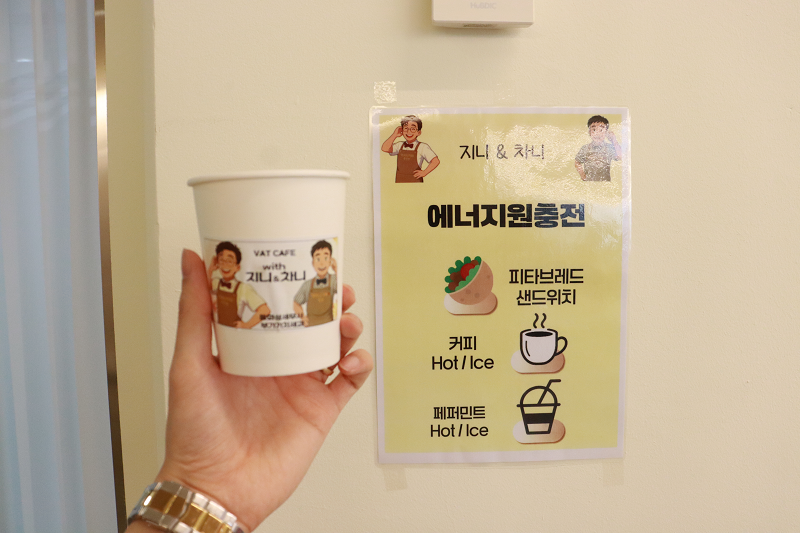 VAT CAFE
with
지니&차니
지니 & 차니
에너지원충전
피타브레드
샌드위치
커피
Hot / Ice
페퍼민트
Hot / Ice